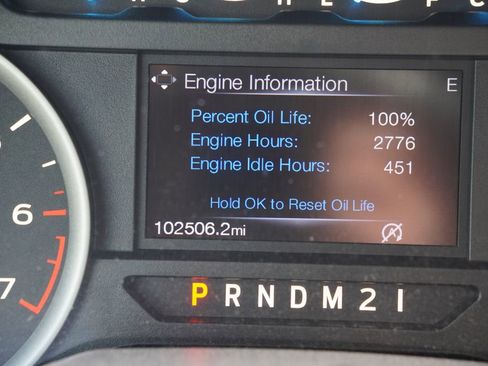 H F C
Engine Information E
Percent Oil Life: 100%
Engine Hours: 2776
Engine Idle Hours: 451
Hold OK to Reset Oil Life
102506.2mi
6
7
P R N D M 2 1